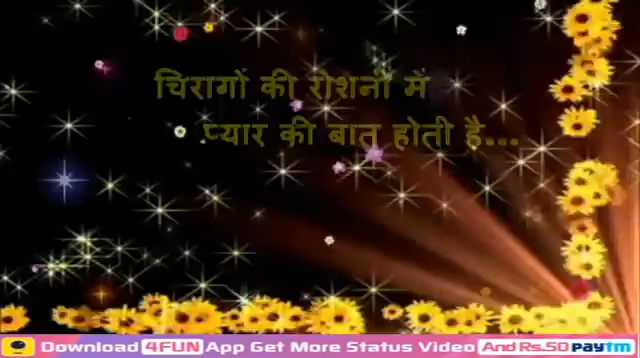 चिरागों की रोशनी में
प्यार की बात होती है...
Download 4FUN App Get More Status Video And Rs.50 Paytm